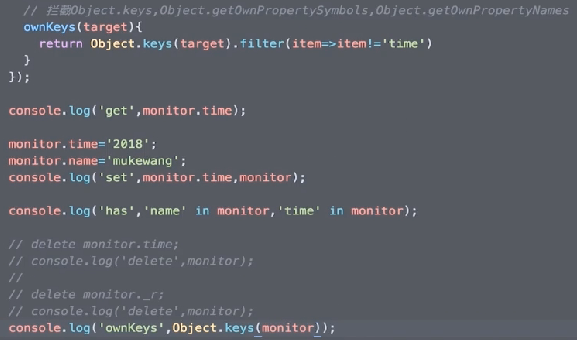 // 拦截Object.keys,Object.getOwnPropertySymbols,Object.getOwnPropertyNames
ownKeys(target){
return Object.keys(target).filter(item=>item!='time')
}
});
console.log('get',monitor.time);
monitor.time='2018';
monitor.name='mukewang';
console.log('set',monitor.time,monitor);
console.log('has','name' in monitor,'time' in monitor);
// delete monitor.time;
// console.log('delete',monitor);
//
// delete monitor._r;
// console.log('delete',monitor);
console.log('ownKeys',Object.keys(monitor));